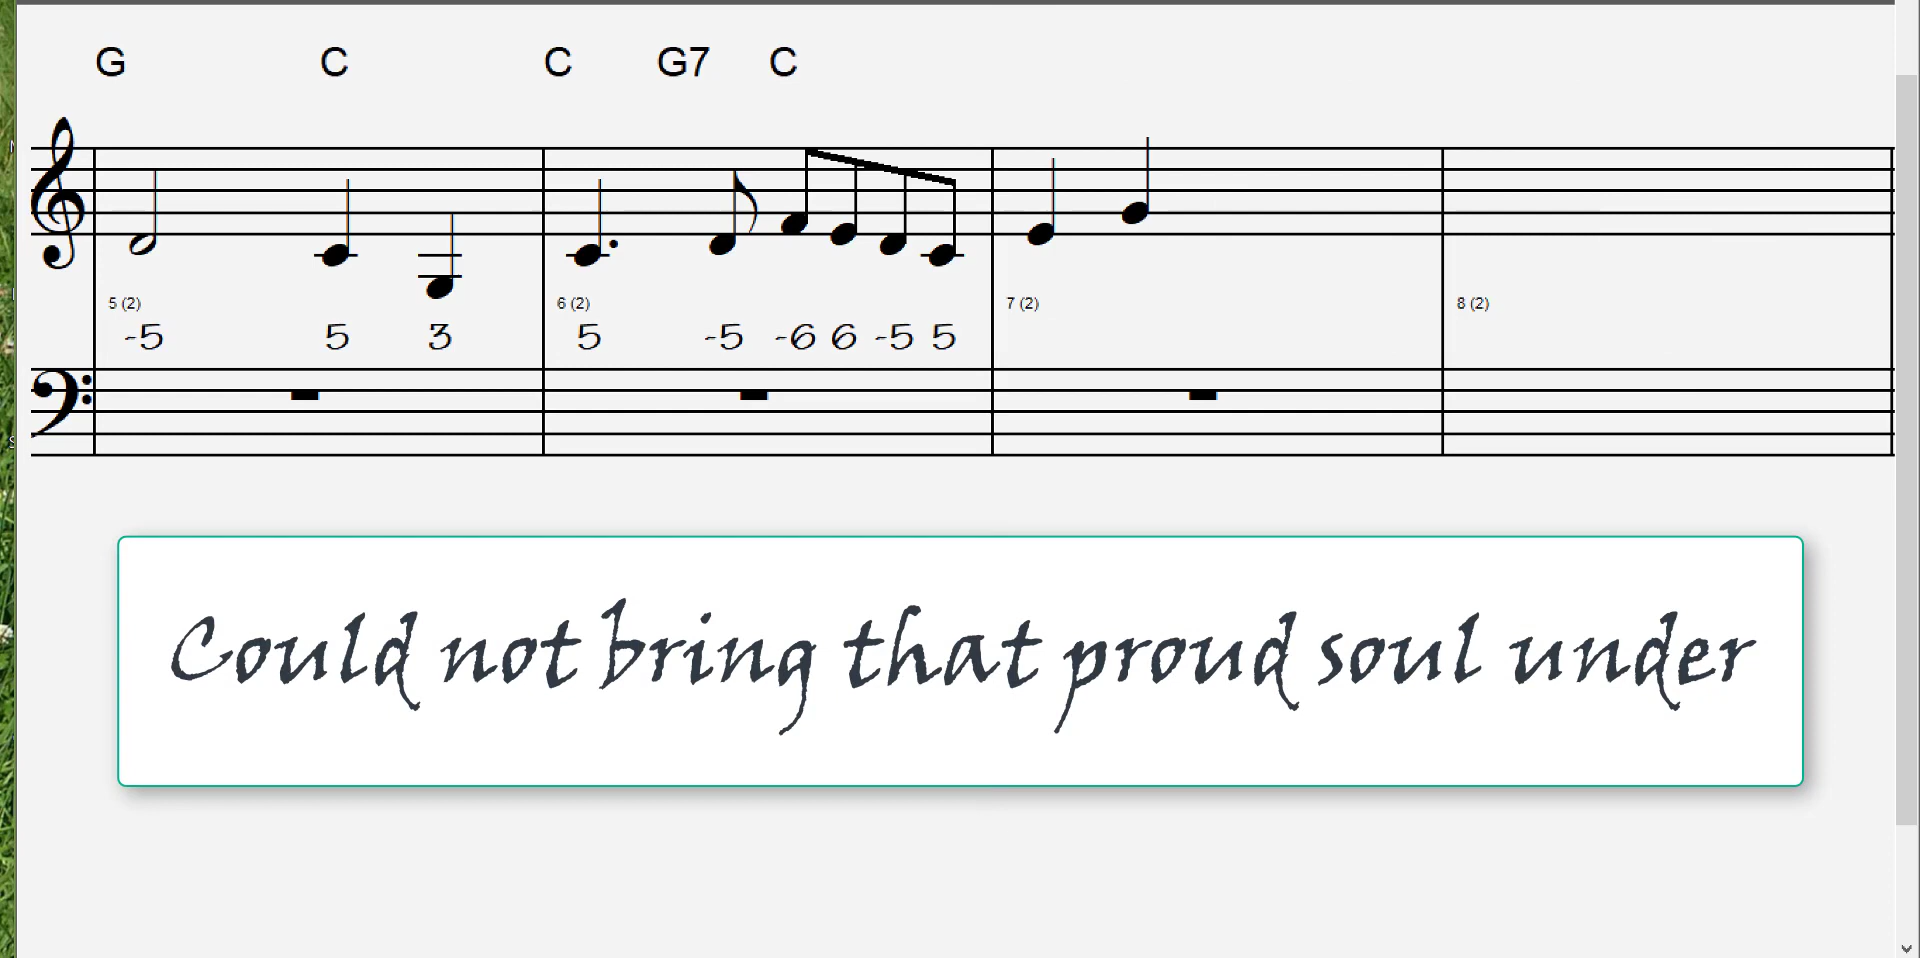 G C C G7 C
5 (2) 6 (2) 7 (2) 8 (2)
-5 5 3 5 -5 -6 6 -5 5
Could not bring that proud soul under